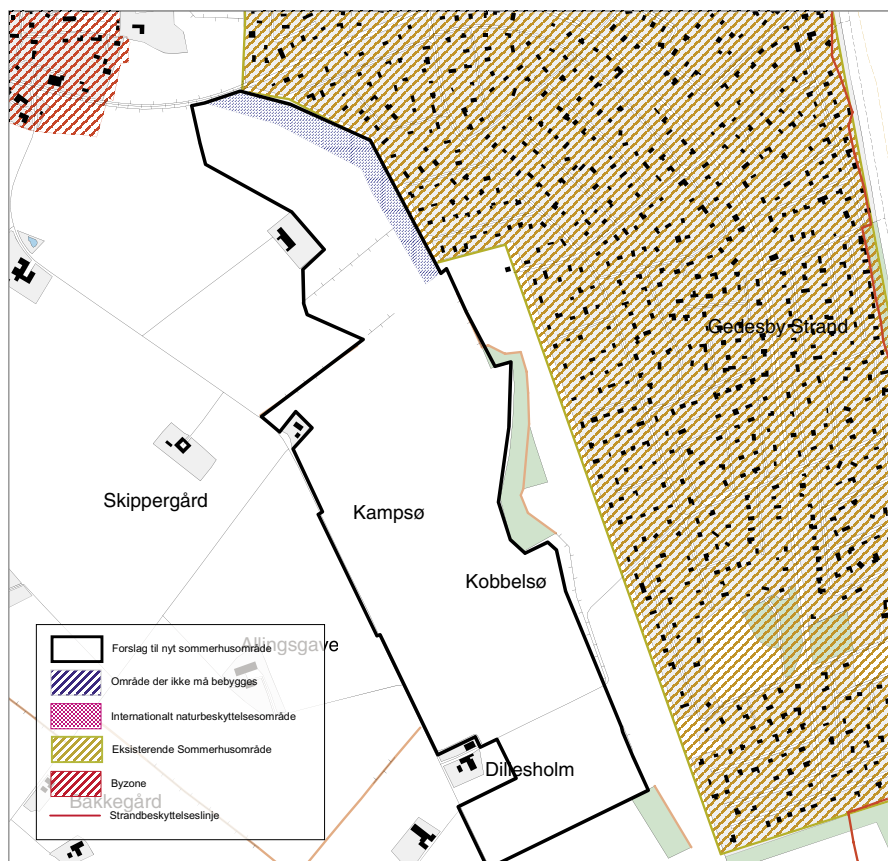 Gedesby Strand
Skippergård
Kampsø
Kobbelsø
Allingsgave
Dillesholm
Bakkegård
Forslag til nyt sommerhusområde
Område der ikke må bebygges
Internationalt naturbeskyttelsesområde
Eksisterende Sommerhusområde
Byzone
Strandbeskyttelseslinje